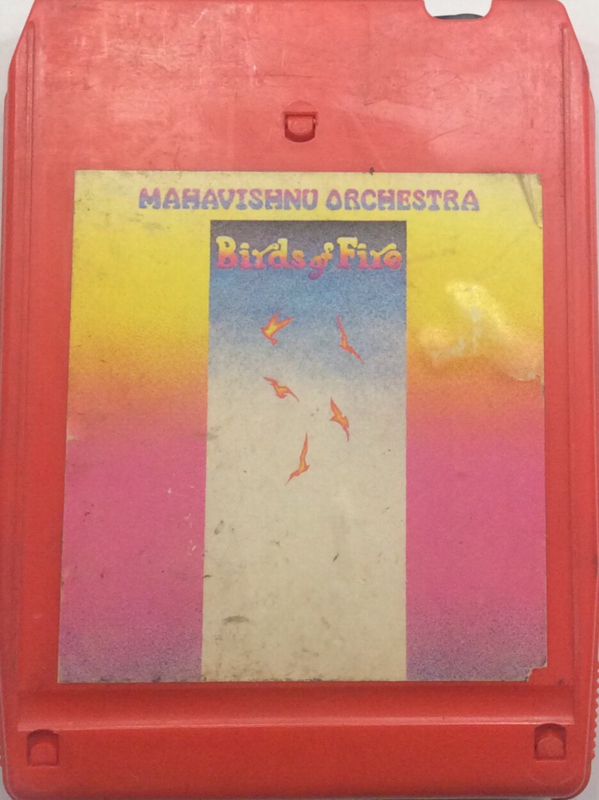 MAHAVISHNU ORCHESTRA
Birds of Fire